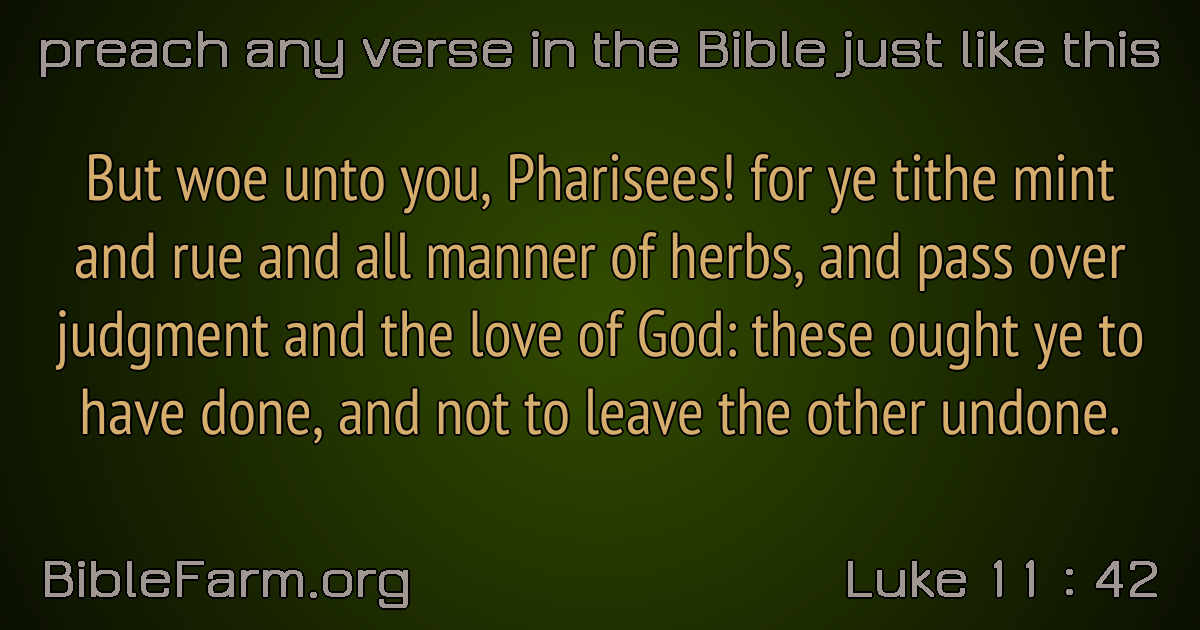 preach any verse in the Bible just like this
But woe unto you, Pharisees! for ye tithe mint
and rue and all manner of herbs, and pass over
judgment and the love of God: these ought ye to
have done, and not to leave the other undone.
BibleFarm.org
Luke 11 : 42